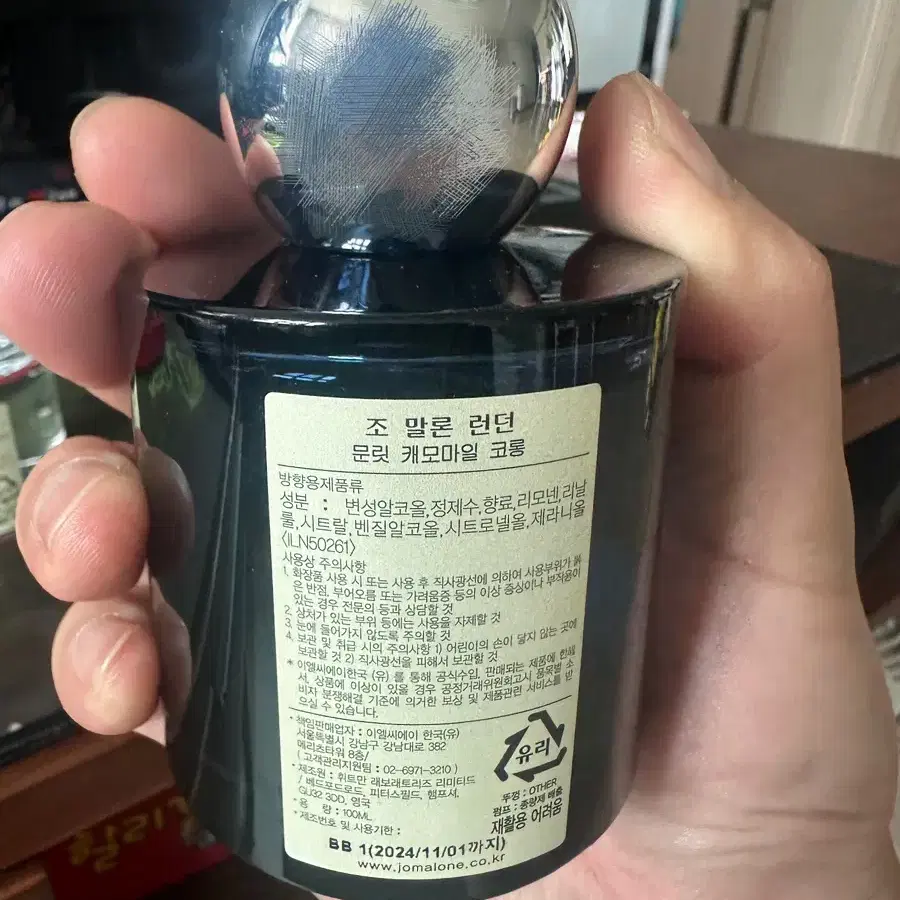 조 말론 런던
문릿 캐모마일 코롱
방향용제품류
성분 : 변성알코올,정제수,향료,리모넨,리날
룰,시트랄,벤질알코올,시트로넬올,제라니올
〈ILN50261〉
사용상 주의사항
1. 화장품 사용 시 또는 사용 후 직사광선에 의하여 사용부위가 붉
은 반점, 부어오름 또는 가려움증 등의 이상 증상이나 부작용이
있는 경우 전문의 등과 상담할 것
2. 상처가 있는 부위 등에는 사용을 자제할 것
3. 눈에 들어가지 않도록 주의할 것
4. 보관 및 취급 시의 주의사항 1) 어린이의 손이 닿지 않는 곳에
보관할 것 2) 직사광선을 피해서 보관할 것
* 이엘씨에이한국 (유) 를 통해 공식수입, 판매되는 제품에 한해
서, 상품에 이상이 있을 경우 공정거래위원회고시 품목별 소
비자 분쟁해결 기준에 의거한 보상 및 제품관련 서비스를 받
으실 수 있습니다.
* 책임판매업자 : 이엘씨에이 한국(유)
서울특별시 강남구 강남대로 382
메리츠타워 8층/
( 고객관리지원팀 : 02-6971-3210 )
* 제조원 : 휘트만 래보래토리즈 리미티드
/ 베드포드로드, 피터스필드, 햄프셔,
GU32 3DD, 영국
* 용 량 : 100ML
* 제조번호 및 사용기한 :
유리
뚜껑 : OTHER
펌프 : 종량제 배출
재활용 어려움
BB 1(2024/11/01까지)
www.jomalone.co.kr